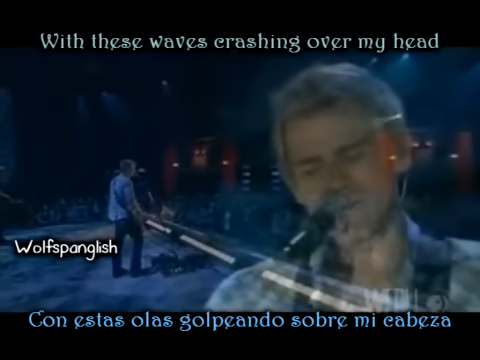 With these waves crashing over my head
Wolfspanglish
Con estas olas golpeando sobre mi cabeza